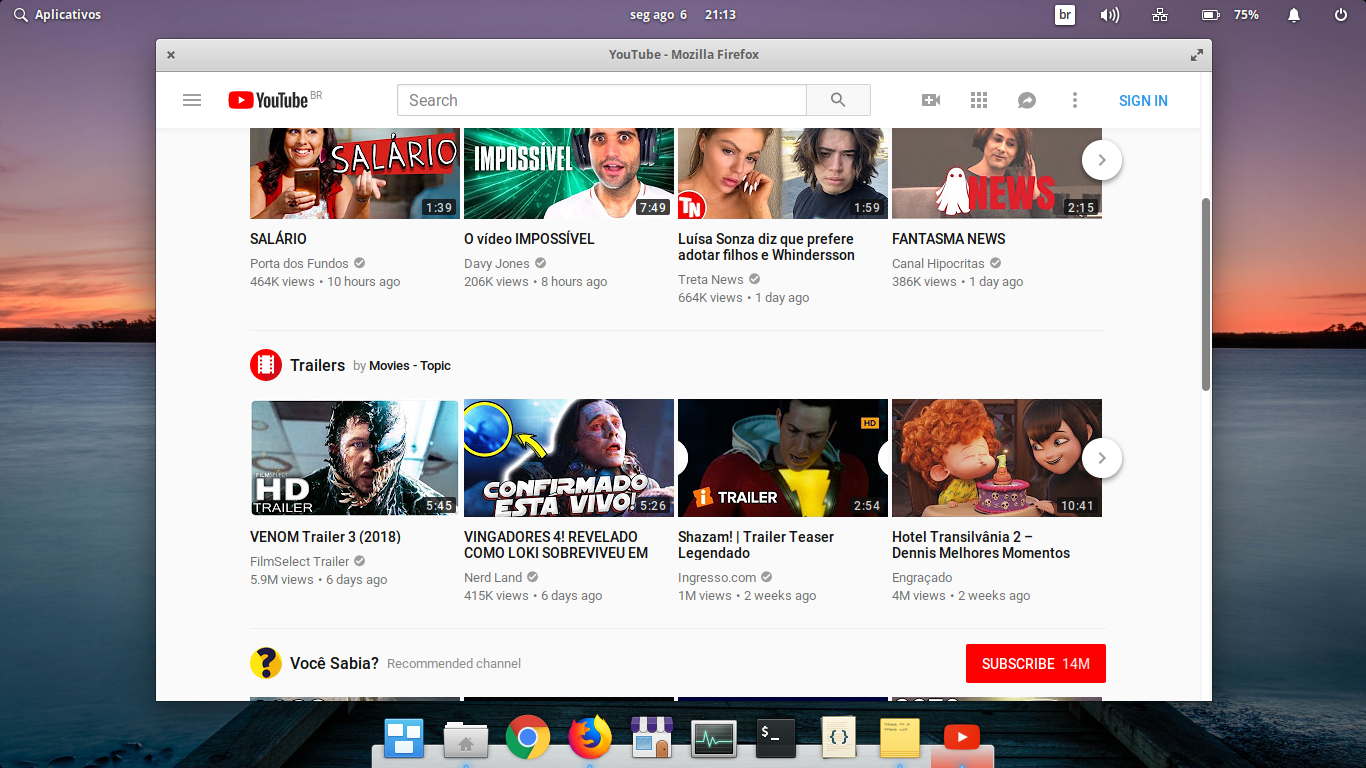 Aplicativos
seg ago 6 21:13
br
75%
YouTube - Mozilla Firefox
YouTube BR
Search
SIGN IN
SALÁRIO
1:39
IMPOSSÍVEL
7:49
TN
1:59
NEWS
2:15
SALÁRIO
Porta dos Fundos
464K views • 10 hours ago
O vídeo IMPOSSÍVEL
Davy Jones
206K views • 8 hours ago
Luísa Sonza diz que prefere
adotar filhos e Whindersson
Treta News
664K views • 1 day ago
FANTASMA NEWS
Canal Hipocritas
386K views • 1 day ago
Trailers by Movies - Topic
HD
TRAILER
5:45
CONFIRMADO
ESTÁ VIVO!
5:26
HD
i TRAILER
2:54
10:41
VENOM Trailer 3 (2018)
FilmSelect Trailer
5.9M views • 6 days ago
VINGADORES 4! REVELADO
COMO LOKI SOBREVIVEU EM
Nerd Land
415K views • 6 days ago
Shazam! | Trailer Teaser
Legendado
Ingresso.com
1M views • 2 weeks ago
Hotel Transilvânia 2 –
Dennis Melhores Momentos
Engraçado
4M views • 2 weeks ago
?
Você Sabia? Recommended channel
SUBSCRIBE 14M
$_
{}